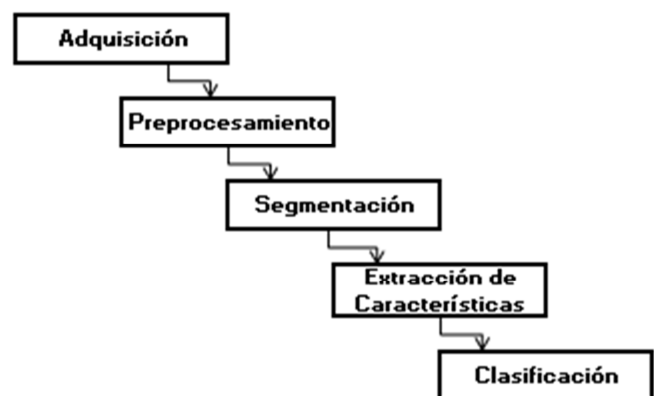 Adquisición
Preprocesamiento
Segmentación
Extracción de
Características
Clasificación